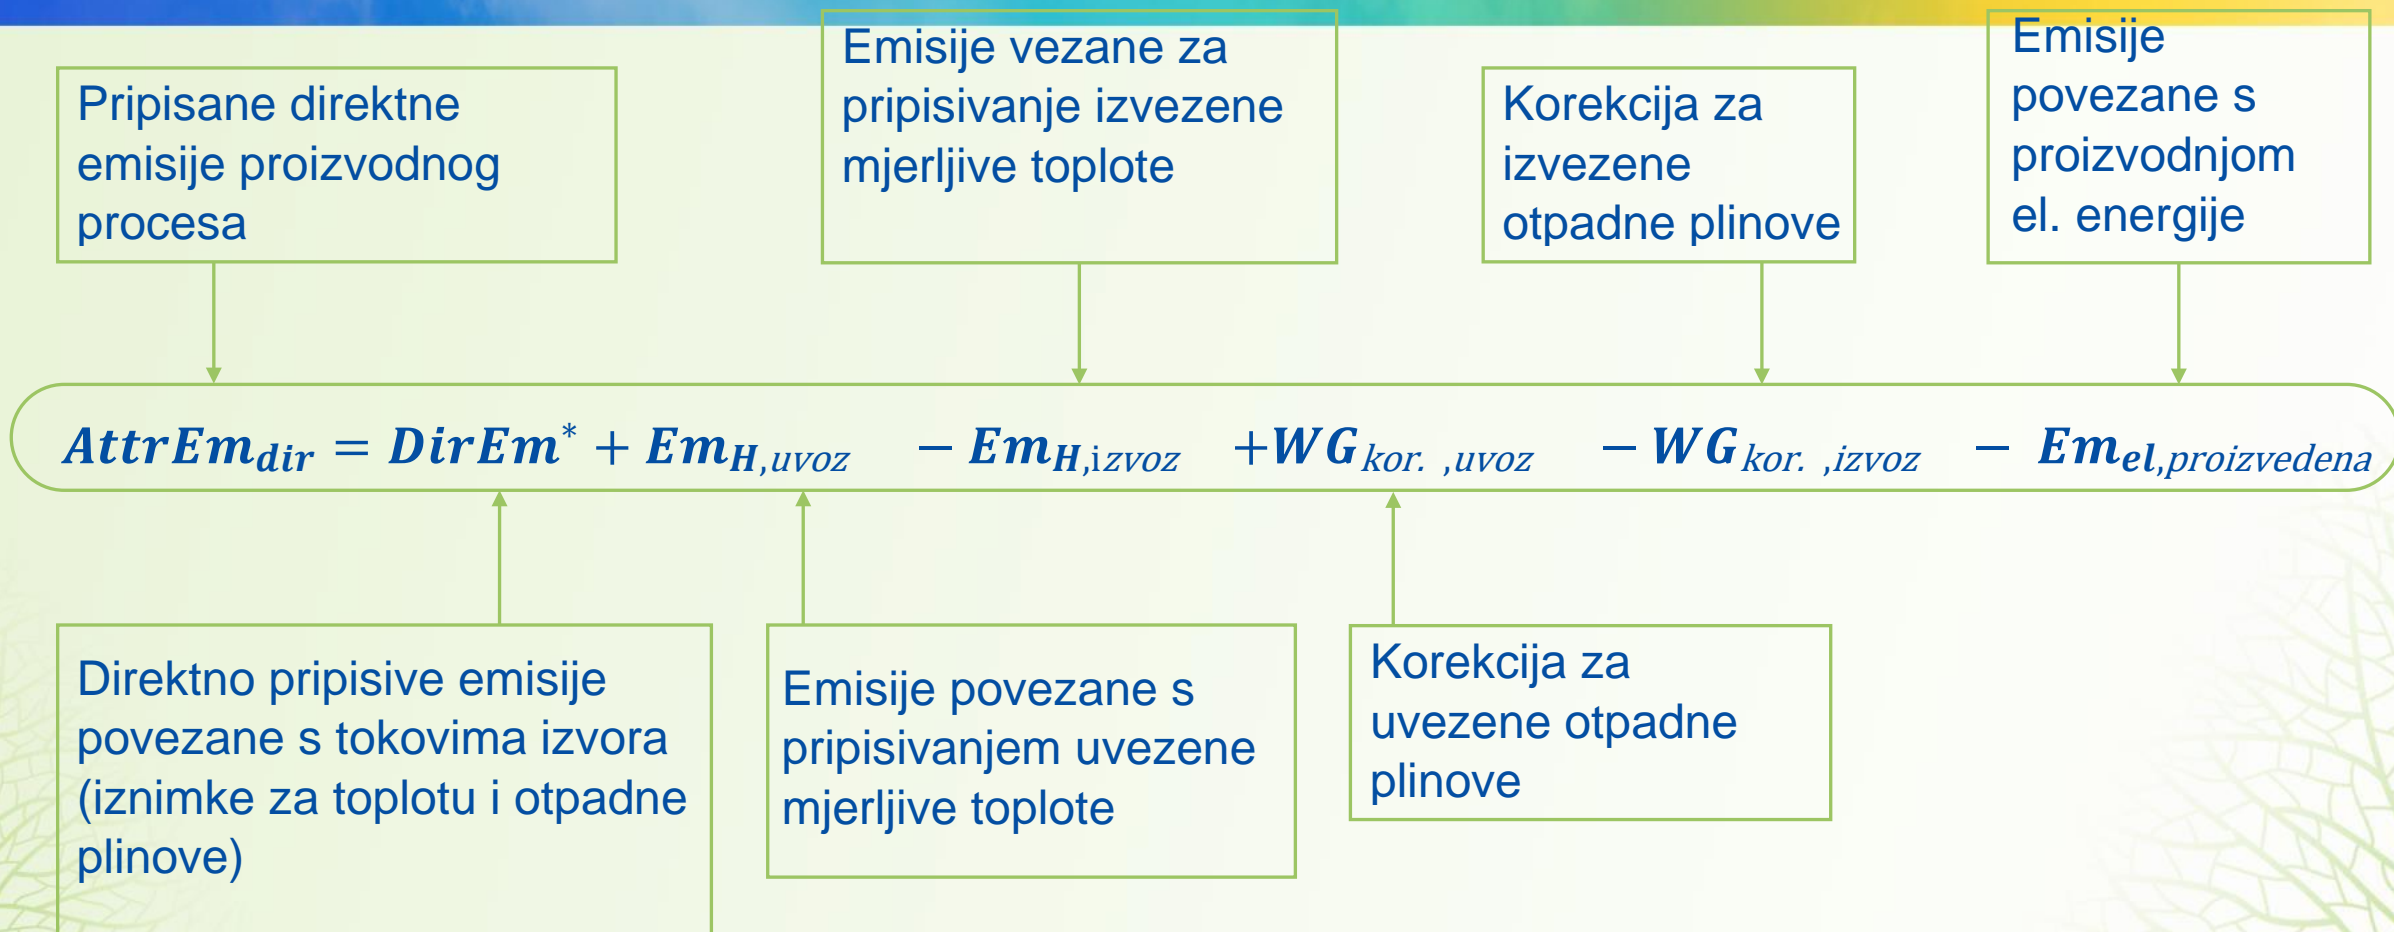 Pripisane direktne
emisije proizvodnog
procesa
Emisije vezane za
pripisivanje izvezene
mjerljive toplote
Korekcija za
izvezene
otpadne plinove
Emisije
povezane s
proizvodnjom
el. energije
AttrEm_dir = DirEm* + Em_H,uvoz − Em_H,izvoz +WG_kor. ,uvoz − WG_kor. ,izvoz − Em_el,proizvedena
Direktno pripisive emisije
povezane s tokovima izvora
(iznimke za toplotu i otpadne
plinove)
Emisije povezane s
pripisivanjem uvezene
mjerljive toplote
Korekcija za
uvezene otpadne
plinove